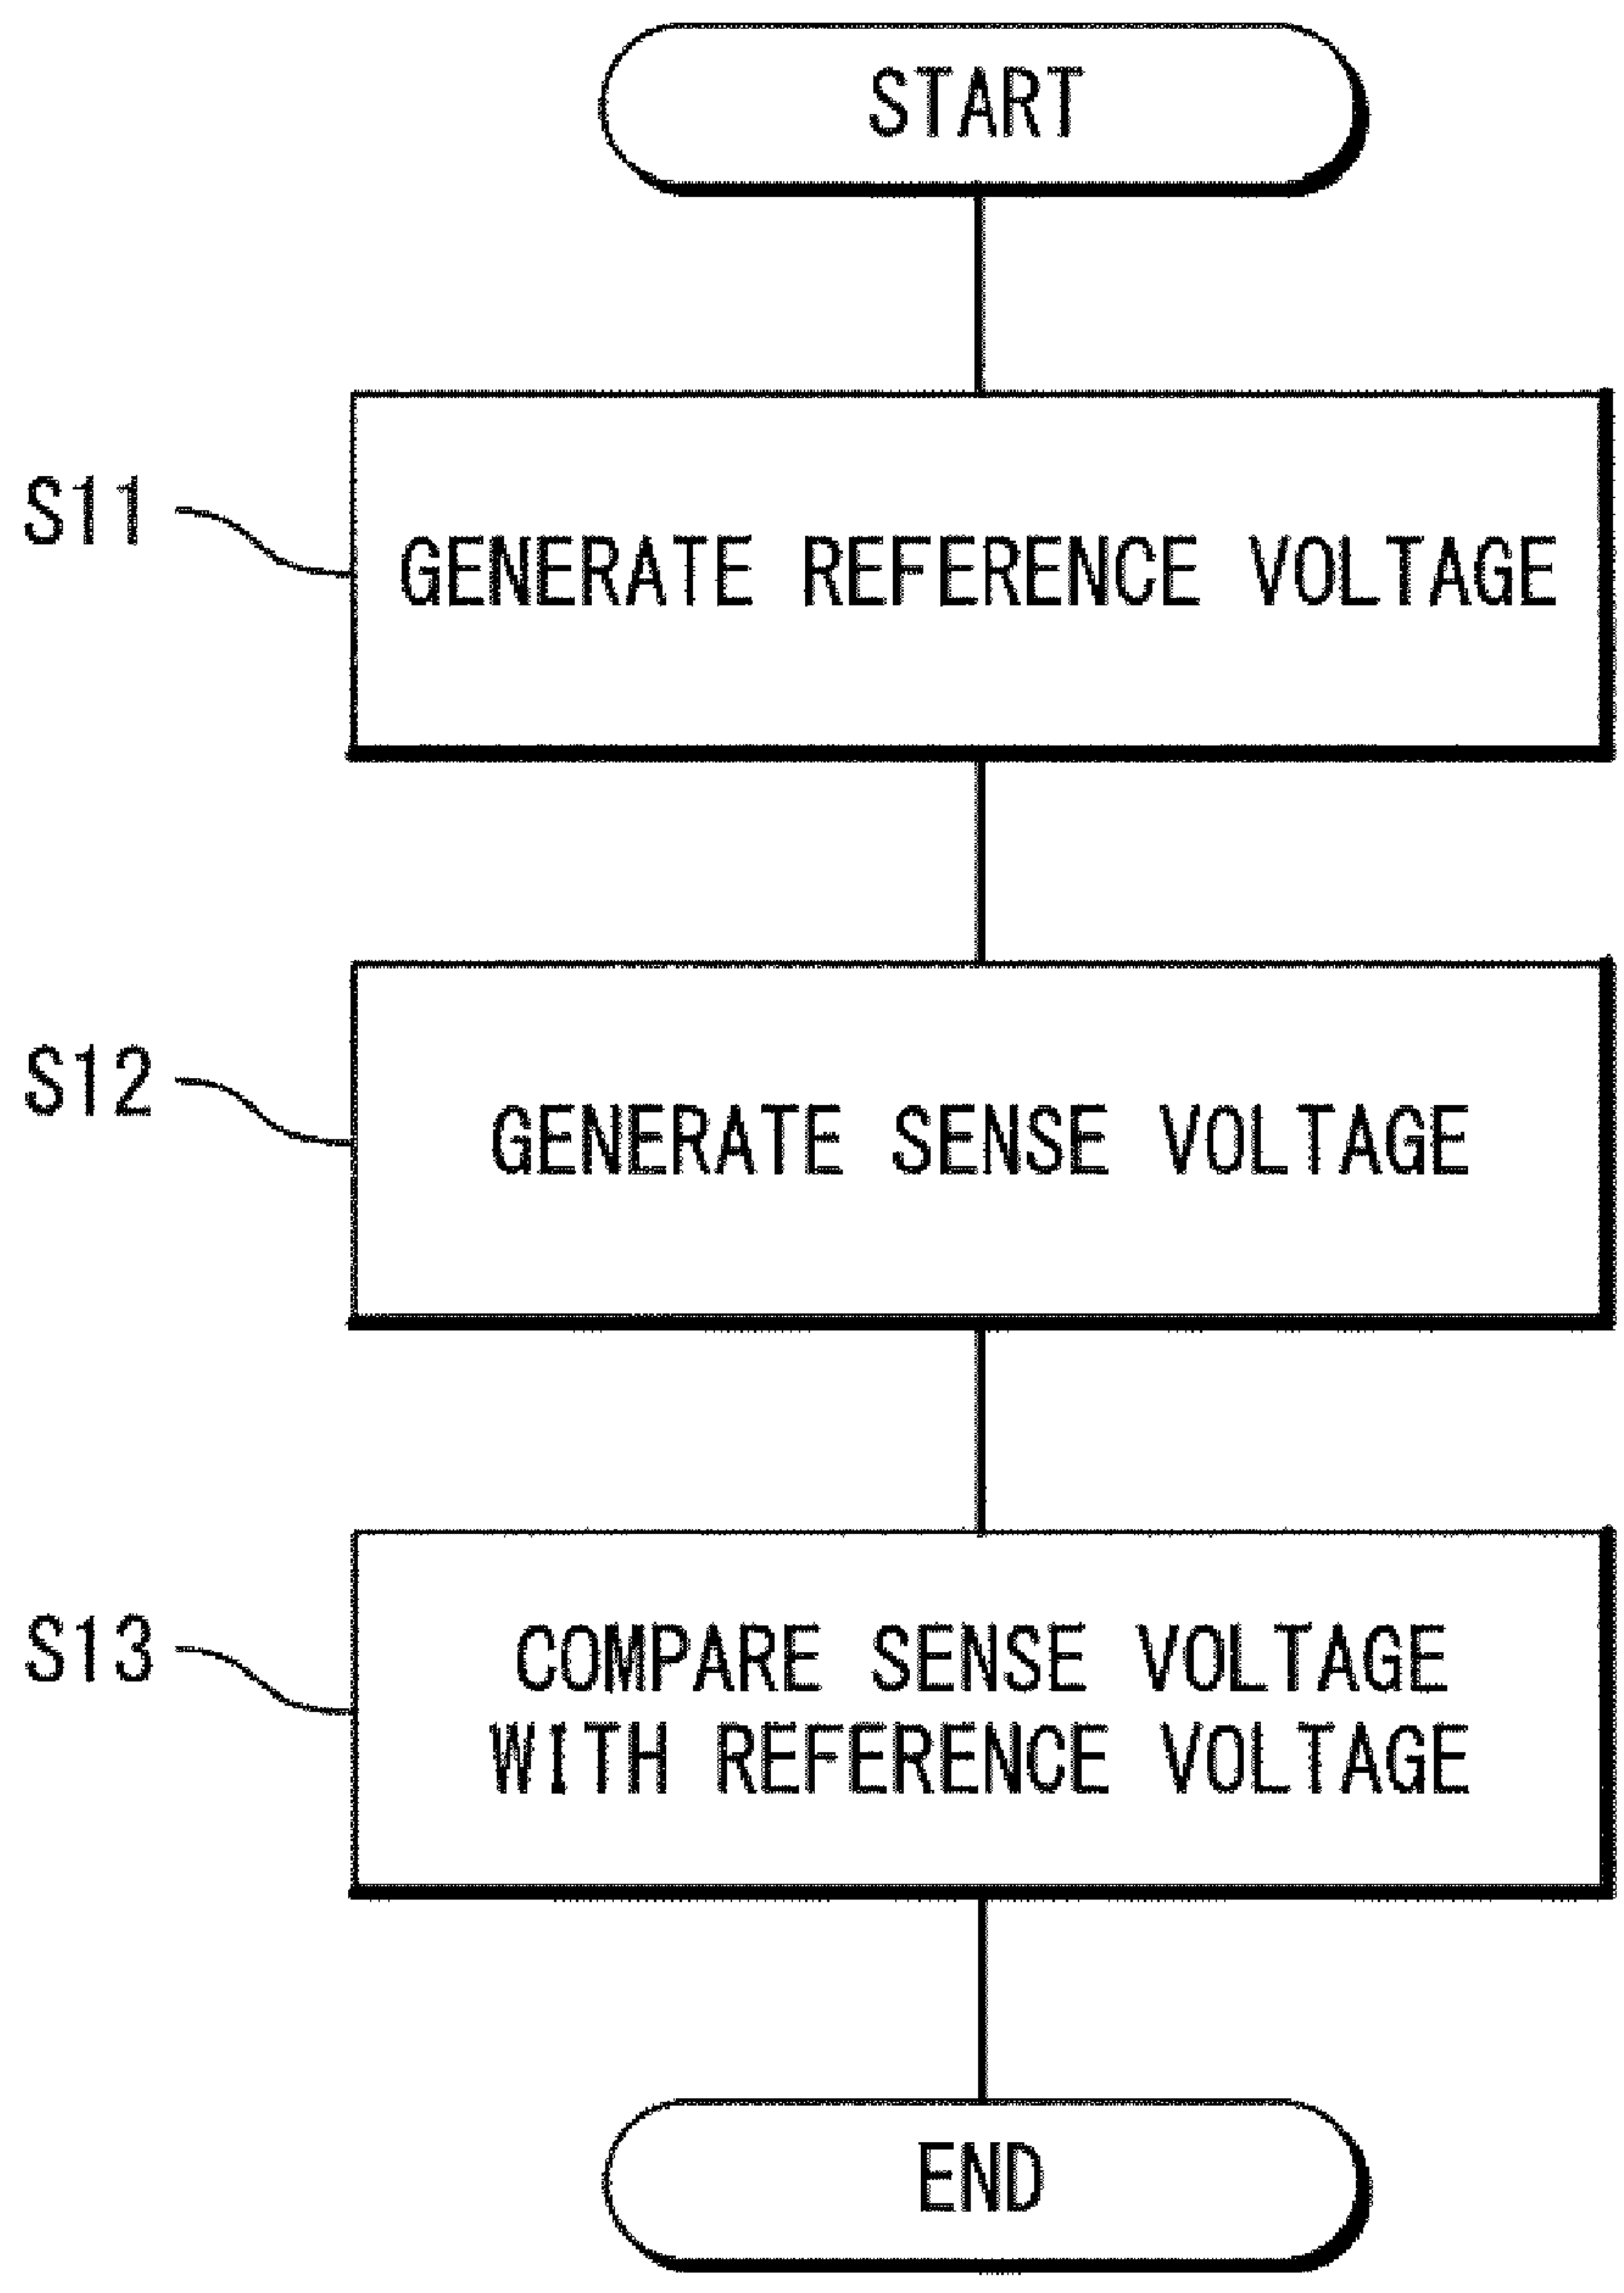 START
S11
GENERATE REFERENCE VOLTAGE
S12
GENERATE SENSE VOLTAGE
S13
COMPARE SENSE VOLTAGE
WITH REFERENCE VOLTAGE
END